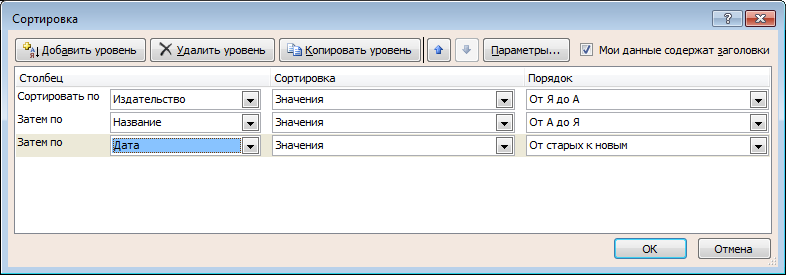 Сортировка
Добавить уровень Удалить уровень Копировать уровень Параметры... Мои данные содержат заголовки
Столбец Сортировка Порядок
Сортировать по Издательство Значения От Я до А
Затем по Название Значения От А до Я
Затем по Дата Значения От старых к новым
ОК Отмена